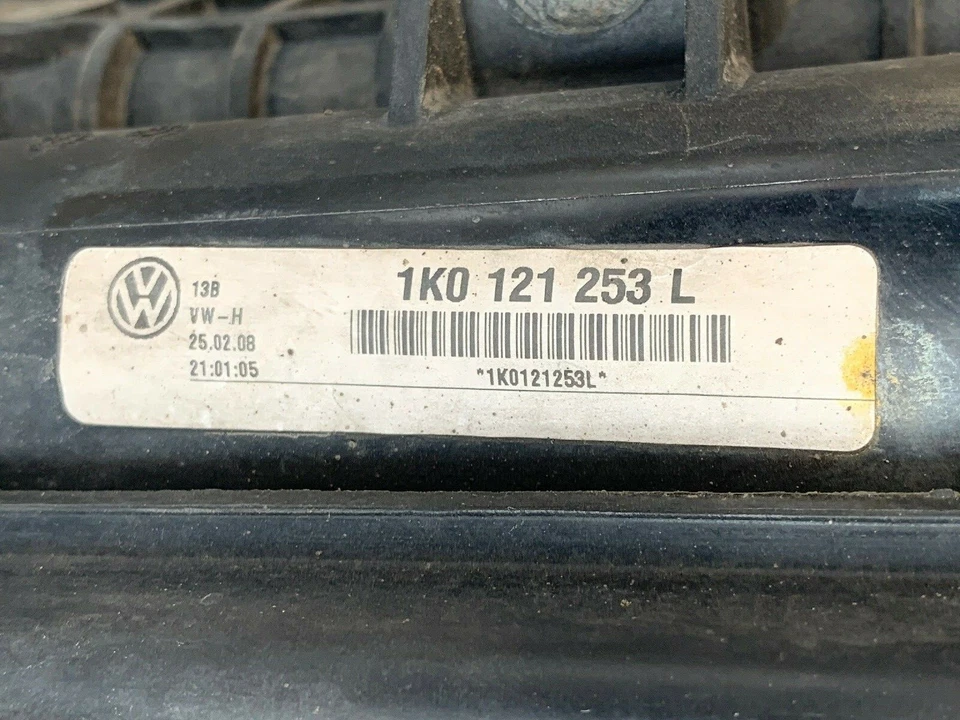 13B
VW-H
25.02.08
21:01:05
1K0 121 253 L
*1K0121253L*